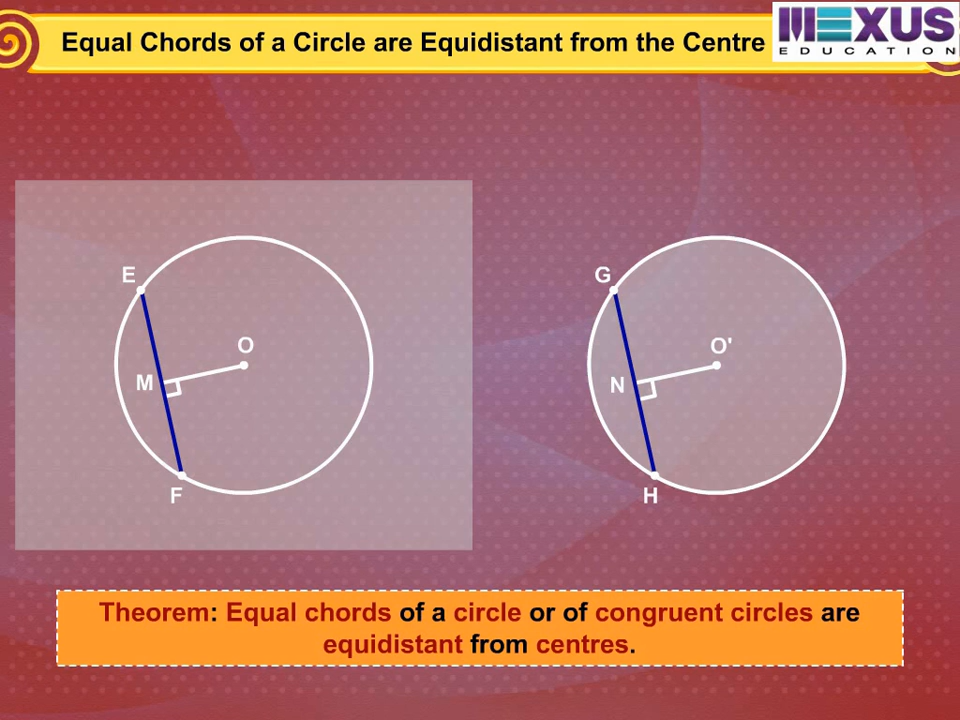 Equal Chords of a Circle are Equidistant from the Centre
MEXUS
EDUCATION
E
G
O
O'
M
N
F
H
Theorem: Equal chords of a circle or of congruent circles are
equidistant from centres.